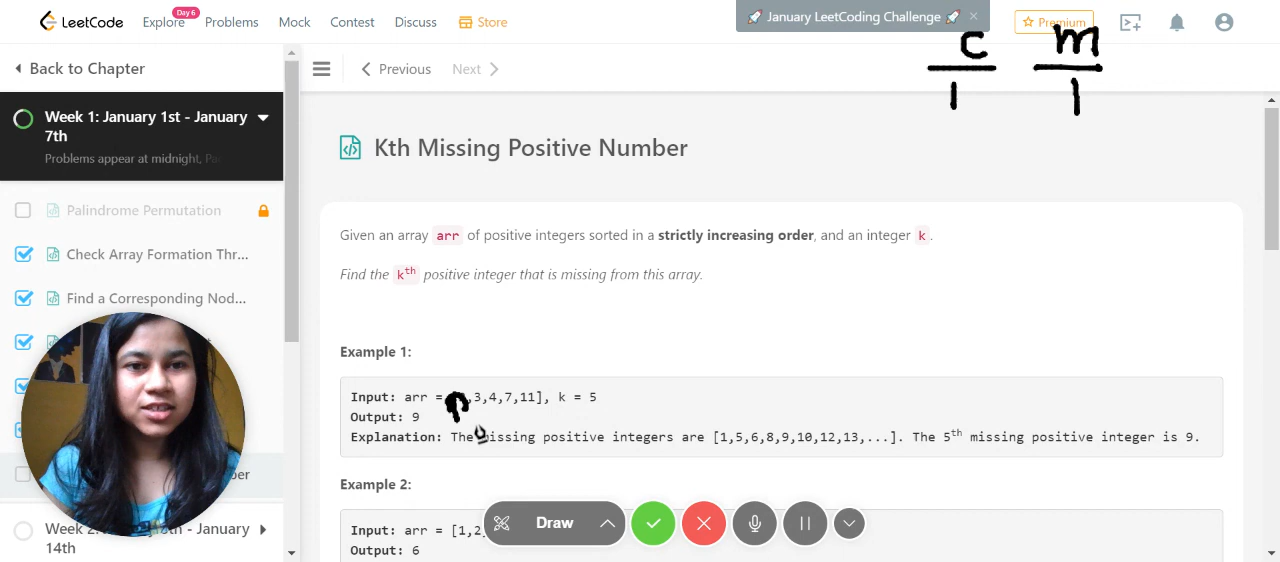 LeetCode Explore Day 6 Problems Mock Contest Discuss Store 🚀 January LeetCoding Challenge 🚀 × Premium
c m
1 1
Back to Chapter Previous Next
Week 1: January 1st - January 7th
Problems appear at midnight, Pa
Kth Missing Positive Number
Palindrome Permutation
Check Array Formation Thr...
Find a Corresponding Nod...
Given an array arr of positive integers sorted in a strictly increasing order, and an integer k.
Find the kth positive integer that is missing from this array.
Example 1:
Input: arr = ,3,4,7,11], k = 5
Output: 9
Explanation: The missing positive integers are [1,5,6,8,9,10,12,13,...]. The 5th missing positive integer is 9.
Example 2:
Week - January 14th
Draw
Input: arr = [1,2
Output: 6